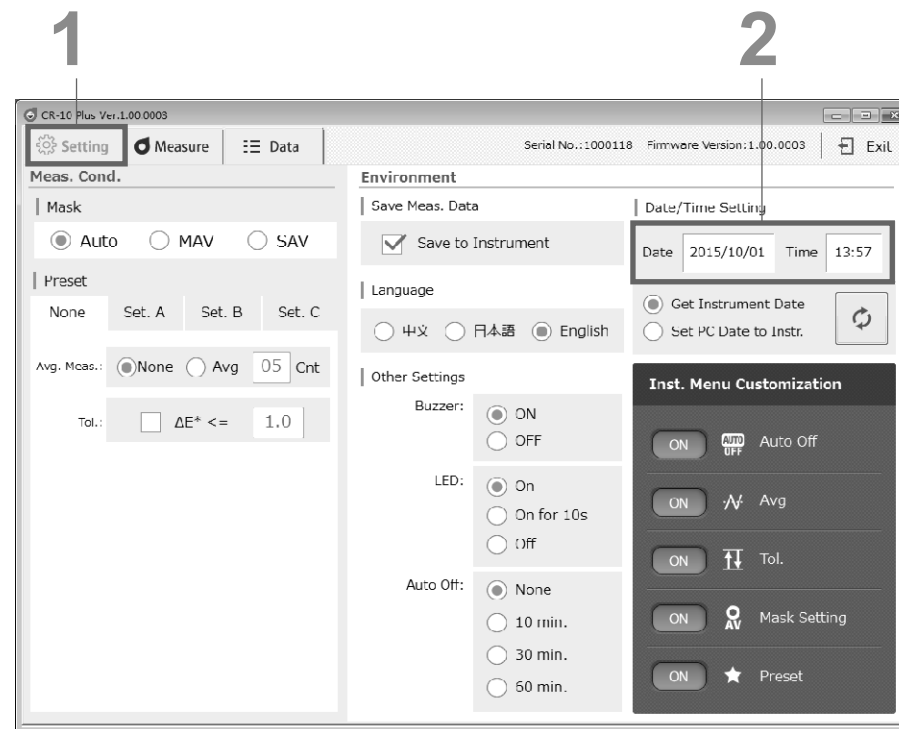 1
2
CR-10 Plus Ver.1.00.0003
Setting Measure Data Serial No.:1000118 Firmware Version:1.00.0003 Exit
Meas. Cond.
Mask
Auto MAV SAV
Preset
None Set. A Set. B Set. C
Avg. Meas.: None Avg 05 Cnt
Tol.: ΔE* <= 1.0
Environment
Save Meas. Data
Save to Instrument
Language
中文 日本語 English
Other Settings
Buzzer: ON
OFF
LED: On
On for 10s
Off
Auto Off: None
10 min.
30 min.
60 min.
Date/Time Setting
Date 2015/10/01 Time 13:57
Get Instrument Date
Set PC Date to Instr.
Inst. Menu Customization
ON AUTO OFF Auto Off
ON Avg
ON Tol.
ON AV Mask Setting
ON Preset